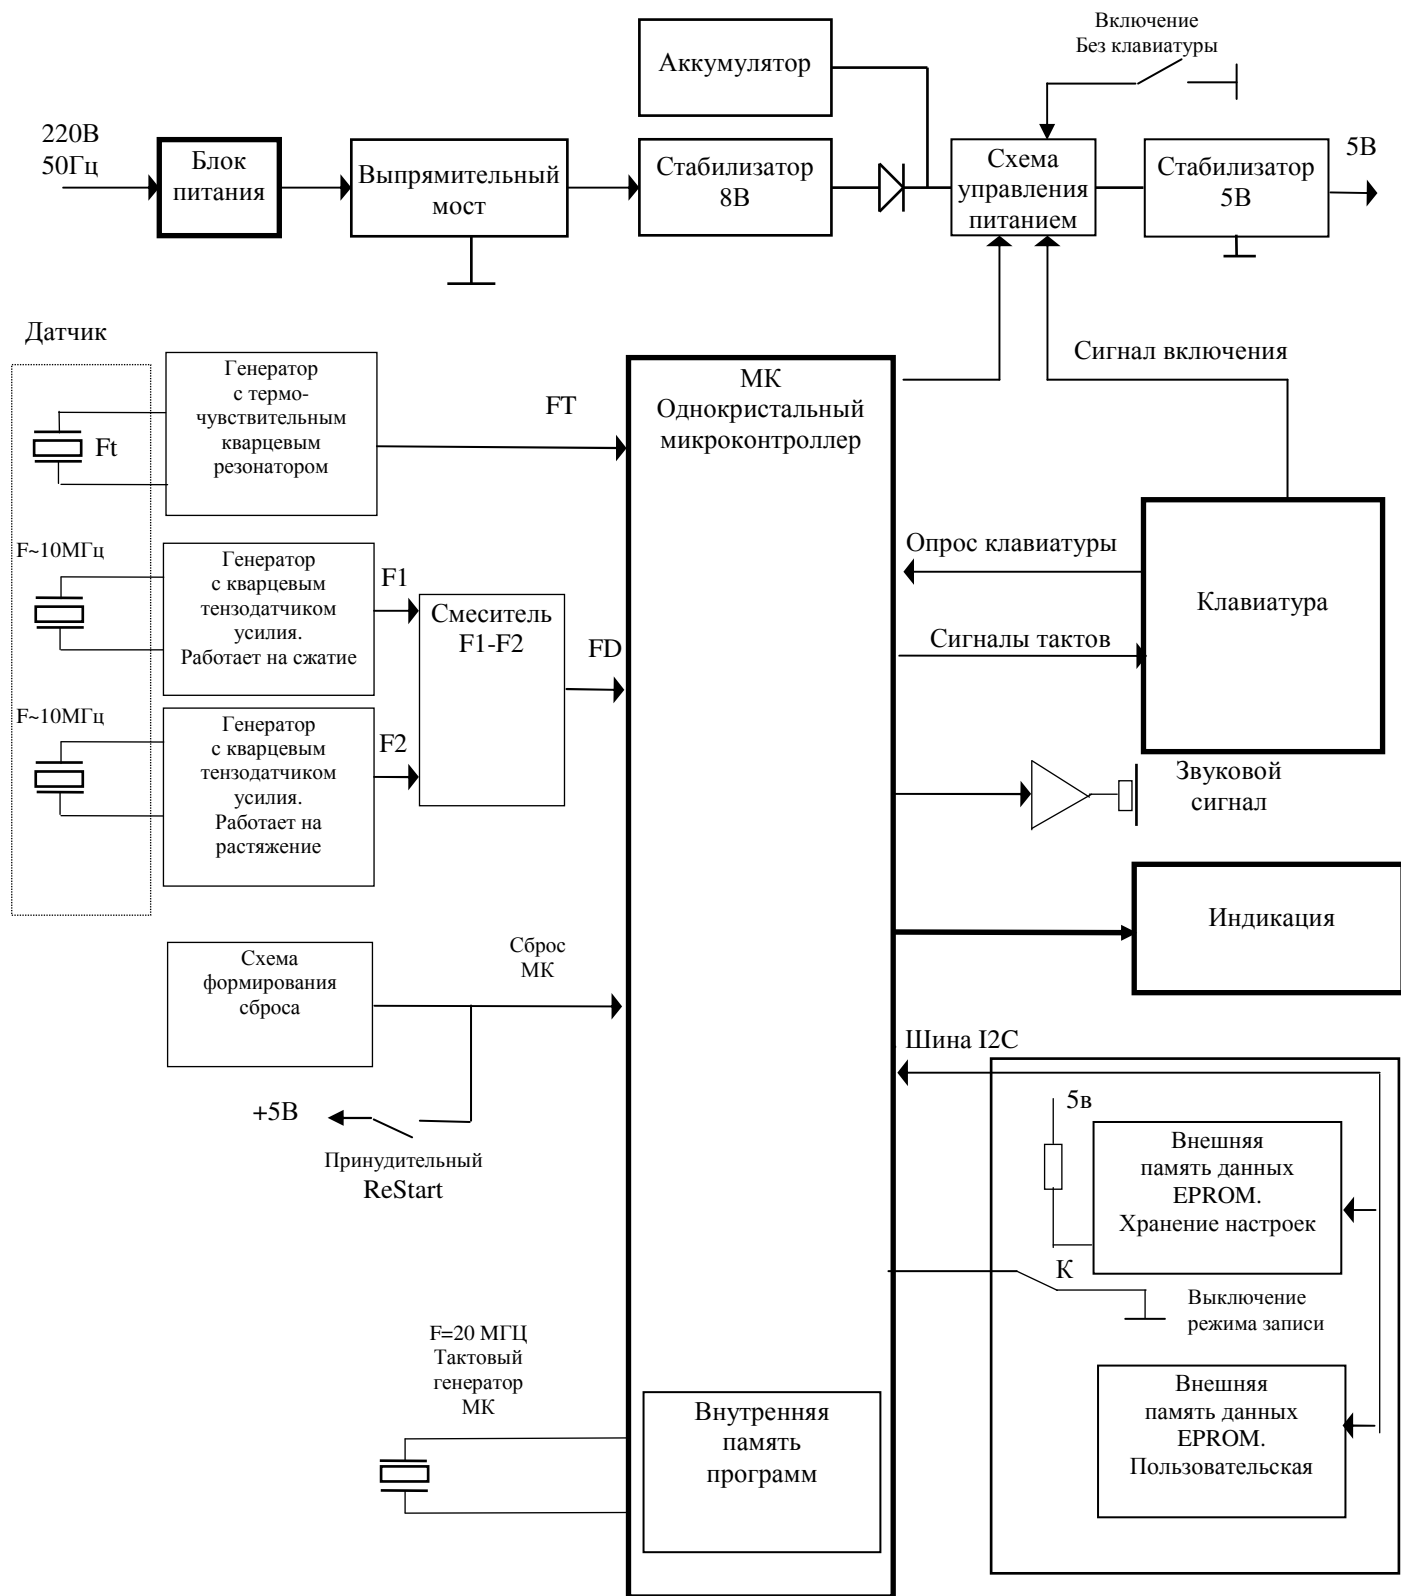 Включение
Без клавиатуры
Аккумулятор
220В
50Гц
Блок
питания
Выпрямительный
мост
Стабилизатор
8В
Схема
управления
питанием
Стабилизатор
5В
5В
Датчик
Генератор
с термо-
чувствительным
кварцевым
резонатором
Ft
FT
МК
Однокристальный
микроконтроллер
Сигнал включения
F~10МГц
Генератор
с кварцевым
тензодатчиком
усилия.
Работает на сжатие
F1
Смеситель
F1-F2
FD
Опрос клавиатуры
Клавиатура
Сигналы тактов
F~10МГц
Генератор
с кварцевым
тензодатчиком
усилия.
Работает на
растяжение
F2
Звуковой
сигнал
Индикация
Схема
формирования
сброса
Сброс
МК
Шина I2C
+5В
Принудительный
ReStart
5в
Внешняя
память данных
EPROM.
Хранение настроек
К
Выключение
режима записи
F=20 МГЦ
Тактовый
генератор
МК
Внутренняя
память
программ
Внешняя
память данных
EPROM.
Пользовательская